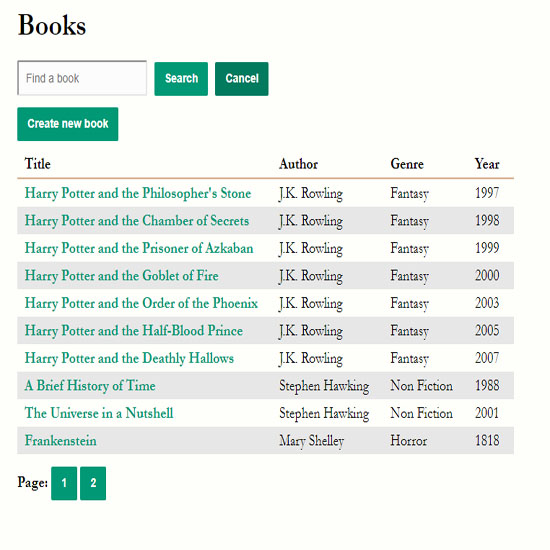 Books
Find a book Search Cancel
Create new book
Title Author Genre Year
Harry Potter and the Philosopher's Stone J.K. Rowling Fantasy 1997
Harry Potter and the Chamber of Secrets J.K. Rowling Fantasy 1998
Harry Potter and the Prisoner of Azkaban J.K. Rowling Fantasy 1999
Harry Potter and the Goblet of Fire J.K. Rowling Fantasy 2000
Harry Potter and the Order of the Phoenix J.K. Rowling Fantasy 2003
Harry Potter and the Half-Blood Prince J.K. Rowling Fantasy 2005
Harry Potter and the Deathly Hallows J.K. Rowling Fantasy 2007
A Brief History of Time Stephen Hawking Non Fiction 1988
The Universe in a Nutshell Stephen Hawking Non Fiction 2001
Frankenstein Mary Shelley Horror 1818
Page: 1 2